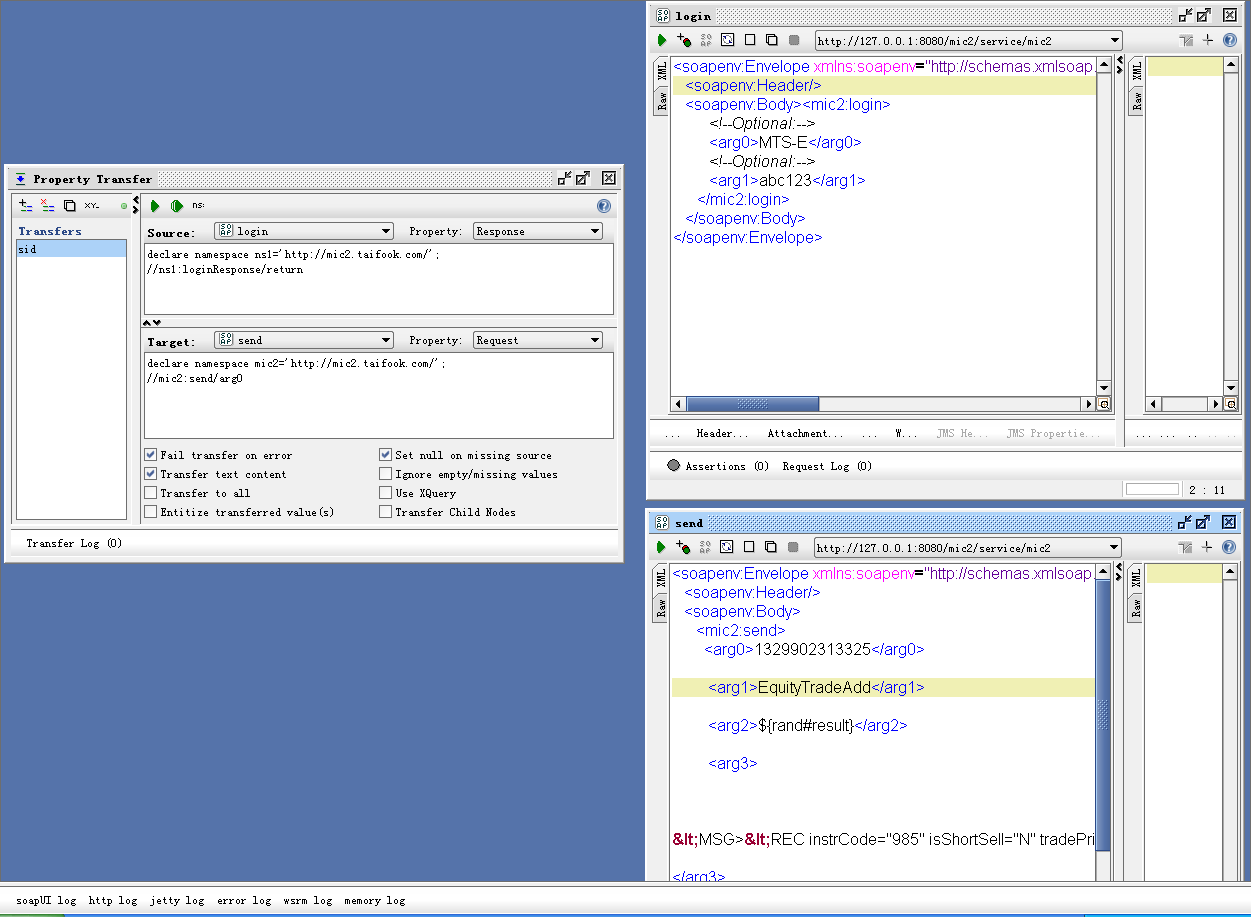 Property Transfer
XY-
ns:
Transfers
sid
Source: login Property: Response
declare namespace ns1='http://mic2.taifook.com/';
//ns1:loginResponse/return
Target: send Property: Request
declare namespace mic2='http://mic2.taifook.com/';
//mic2:send/arg0
Fail transfer on error
Set null on missing source
Transfer text content
Ignore empty/missing values
Transfer to all
Use XQuery
Entitize transferred value(s)
Transfer Child Nodes
Transfer Log (0)
login
http://127.0.0.1:8080/mic2/service/mic2
XML
Raw
<soapenv:Envelope xmlns:soapenv="http://schemas.xmlsoap.
<soapenv:Header/>
<soapenv:Body><mic2:login>
<!--Optional:-->
<arg0>MTS-E</arg0>
<!--Optional:-->
<arg1>abc123</arg1>
</mic2:login>
</soapenv:Body>
</soapenv:Envelope>
XML
Raw
... Header... Attachment... ... W... JMS He... JMS Propertie...
... ... .. .. ..
Assertions (0) Request Log (0)
2 : 11
send
http://127.0.0.1:8080/mic2/service/mic2
XML
Raw
<soapenv:Envelope xmlns:soapenv="http://schemas.xmlsoap.
<soapenv:Header/>
<soapenv:Body>
<mic2:send>
<arg0>1329902313325</arg0>
<arg1>EquityTradeAdd</arg1>
<arg2>${rand#result}</arg2>
<arg3>
&lt;MSG>&lt;REC instrCode="985" isShortSell="N" tradePri
</arg3>
XML
Raw
soapUI log http log jetty log error log wsrm log memory log